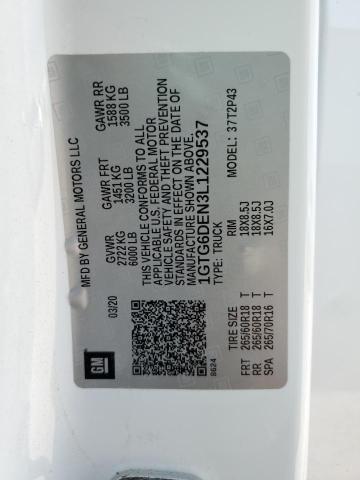 MFD BY GENERAL MOTORS LLC
03/20
GVWR GAWR FRT GAWR RR
2722 KG 1451 KG 1588 KG
6000 LB 3200 LB 3500 LB
THIS VEHICLE CONFORMS TO ALL
APPLICABLE U.S. FEDERAL MOTOR
VEHICLE SAFETY AND THEFT PREVENTION
STANDARDS IN EFFECT ON THE DATE OF
MANUFACTURE SHOWN ABOVE.
1GTG6DEN3L1229537
TYPE: TRUCK MODEL: 37T2P43
GM
8624
TIRE SIZE RIM
FRT 265/60R18 T 18X8.5J
RR 265/60R18 T 18X8.5J
SPA 265/70R16 T 16X7.0J